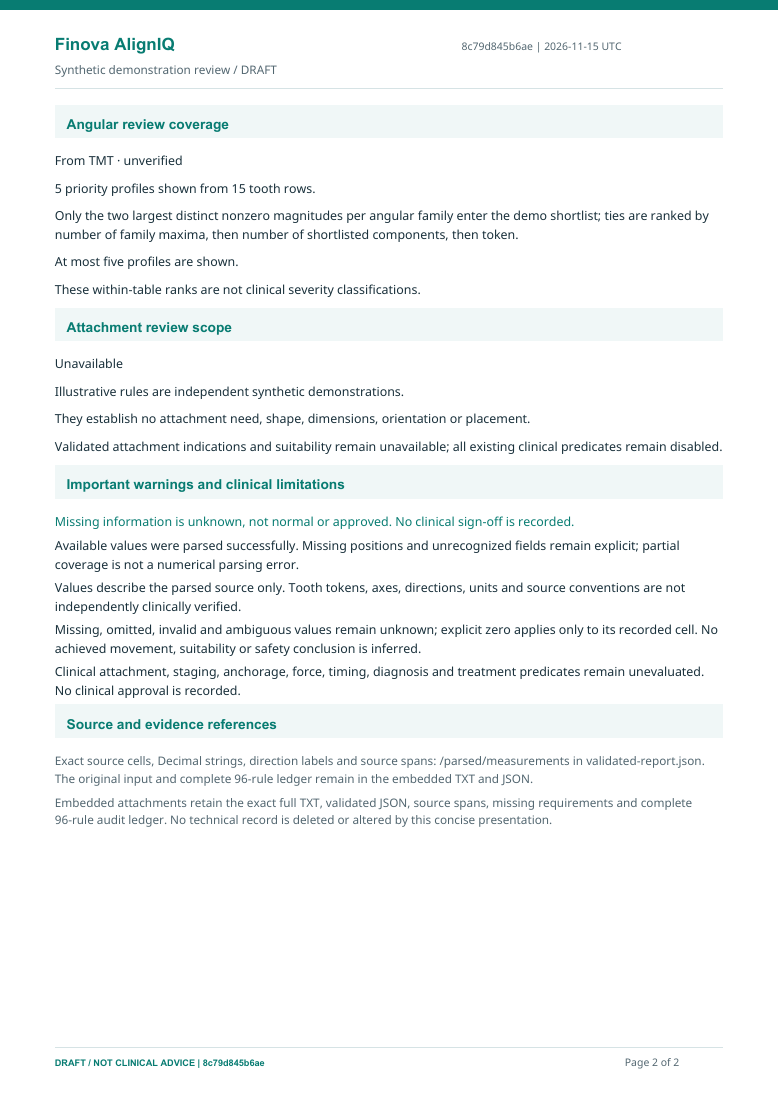 Finova AlignIQ
8c79d845b6ae | 2026-11-15 UTC
Synthetic demonstration review / DRAFT
Angular review coverage
From TMT · unverified
5 priority profiles shown from 15 tooth rows.
Only the two largest distinct nonzero magnitudes per angular family enter the demo shortlist; ties are ranked by
number of family maxima, then number of shortlisted components, then token.
At most five profiles are shown.
These within-table ranks are not clinical severity classifications.
Attachment review scope
Unavailable
Illustrative rules are independent synthetic demonstrations.
They establish no attachment need, shape, dimensions, orientation or placement.
Validated attachment indications and suitability remain unavailable; all existing clinical predicates remain disabled.
Important warnings and clinical limitations
Missing information is unknown, not normal or approved. No clinical sign-off is recorded.
Available values were parsed successfully. Missing positions and unrecognized fields remain explicit; partial
coverage is not a numerical parsing error.
Values describe the parsed source only. Tooth tokens, axes, directions, units and source conventions are not
independently clinically verified.
Missing, omitted, invalid and ambiguous values remain unknown; explicit zero applies only to its recorded cell. No
achieved movement, suitability or safety conclusion is inferred.
Clinical attachment, staging, anchorage, force, timing, diagnosis and treatment predicates remain unevaluated.
No clinical approval is recorded.
Source and evidence references
Exact source cells, Decimal strings, direction labels and source spans: /parsed/measurements in validated-report.json.
The original input and complete 96-rule ledger remain in the embedded TXT and JSON.
Embedded attachments retain the exact full TXT, validated JSON, source spans, missing requirements and complete
96-rule audit ledger. No technical record is deleted or altered by this concise presentation.
DRAFT / NOT CLINICAL ADVICE | 8c79d845b6ae
Page 2 of 2